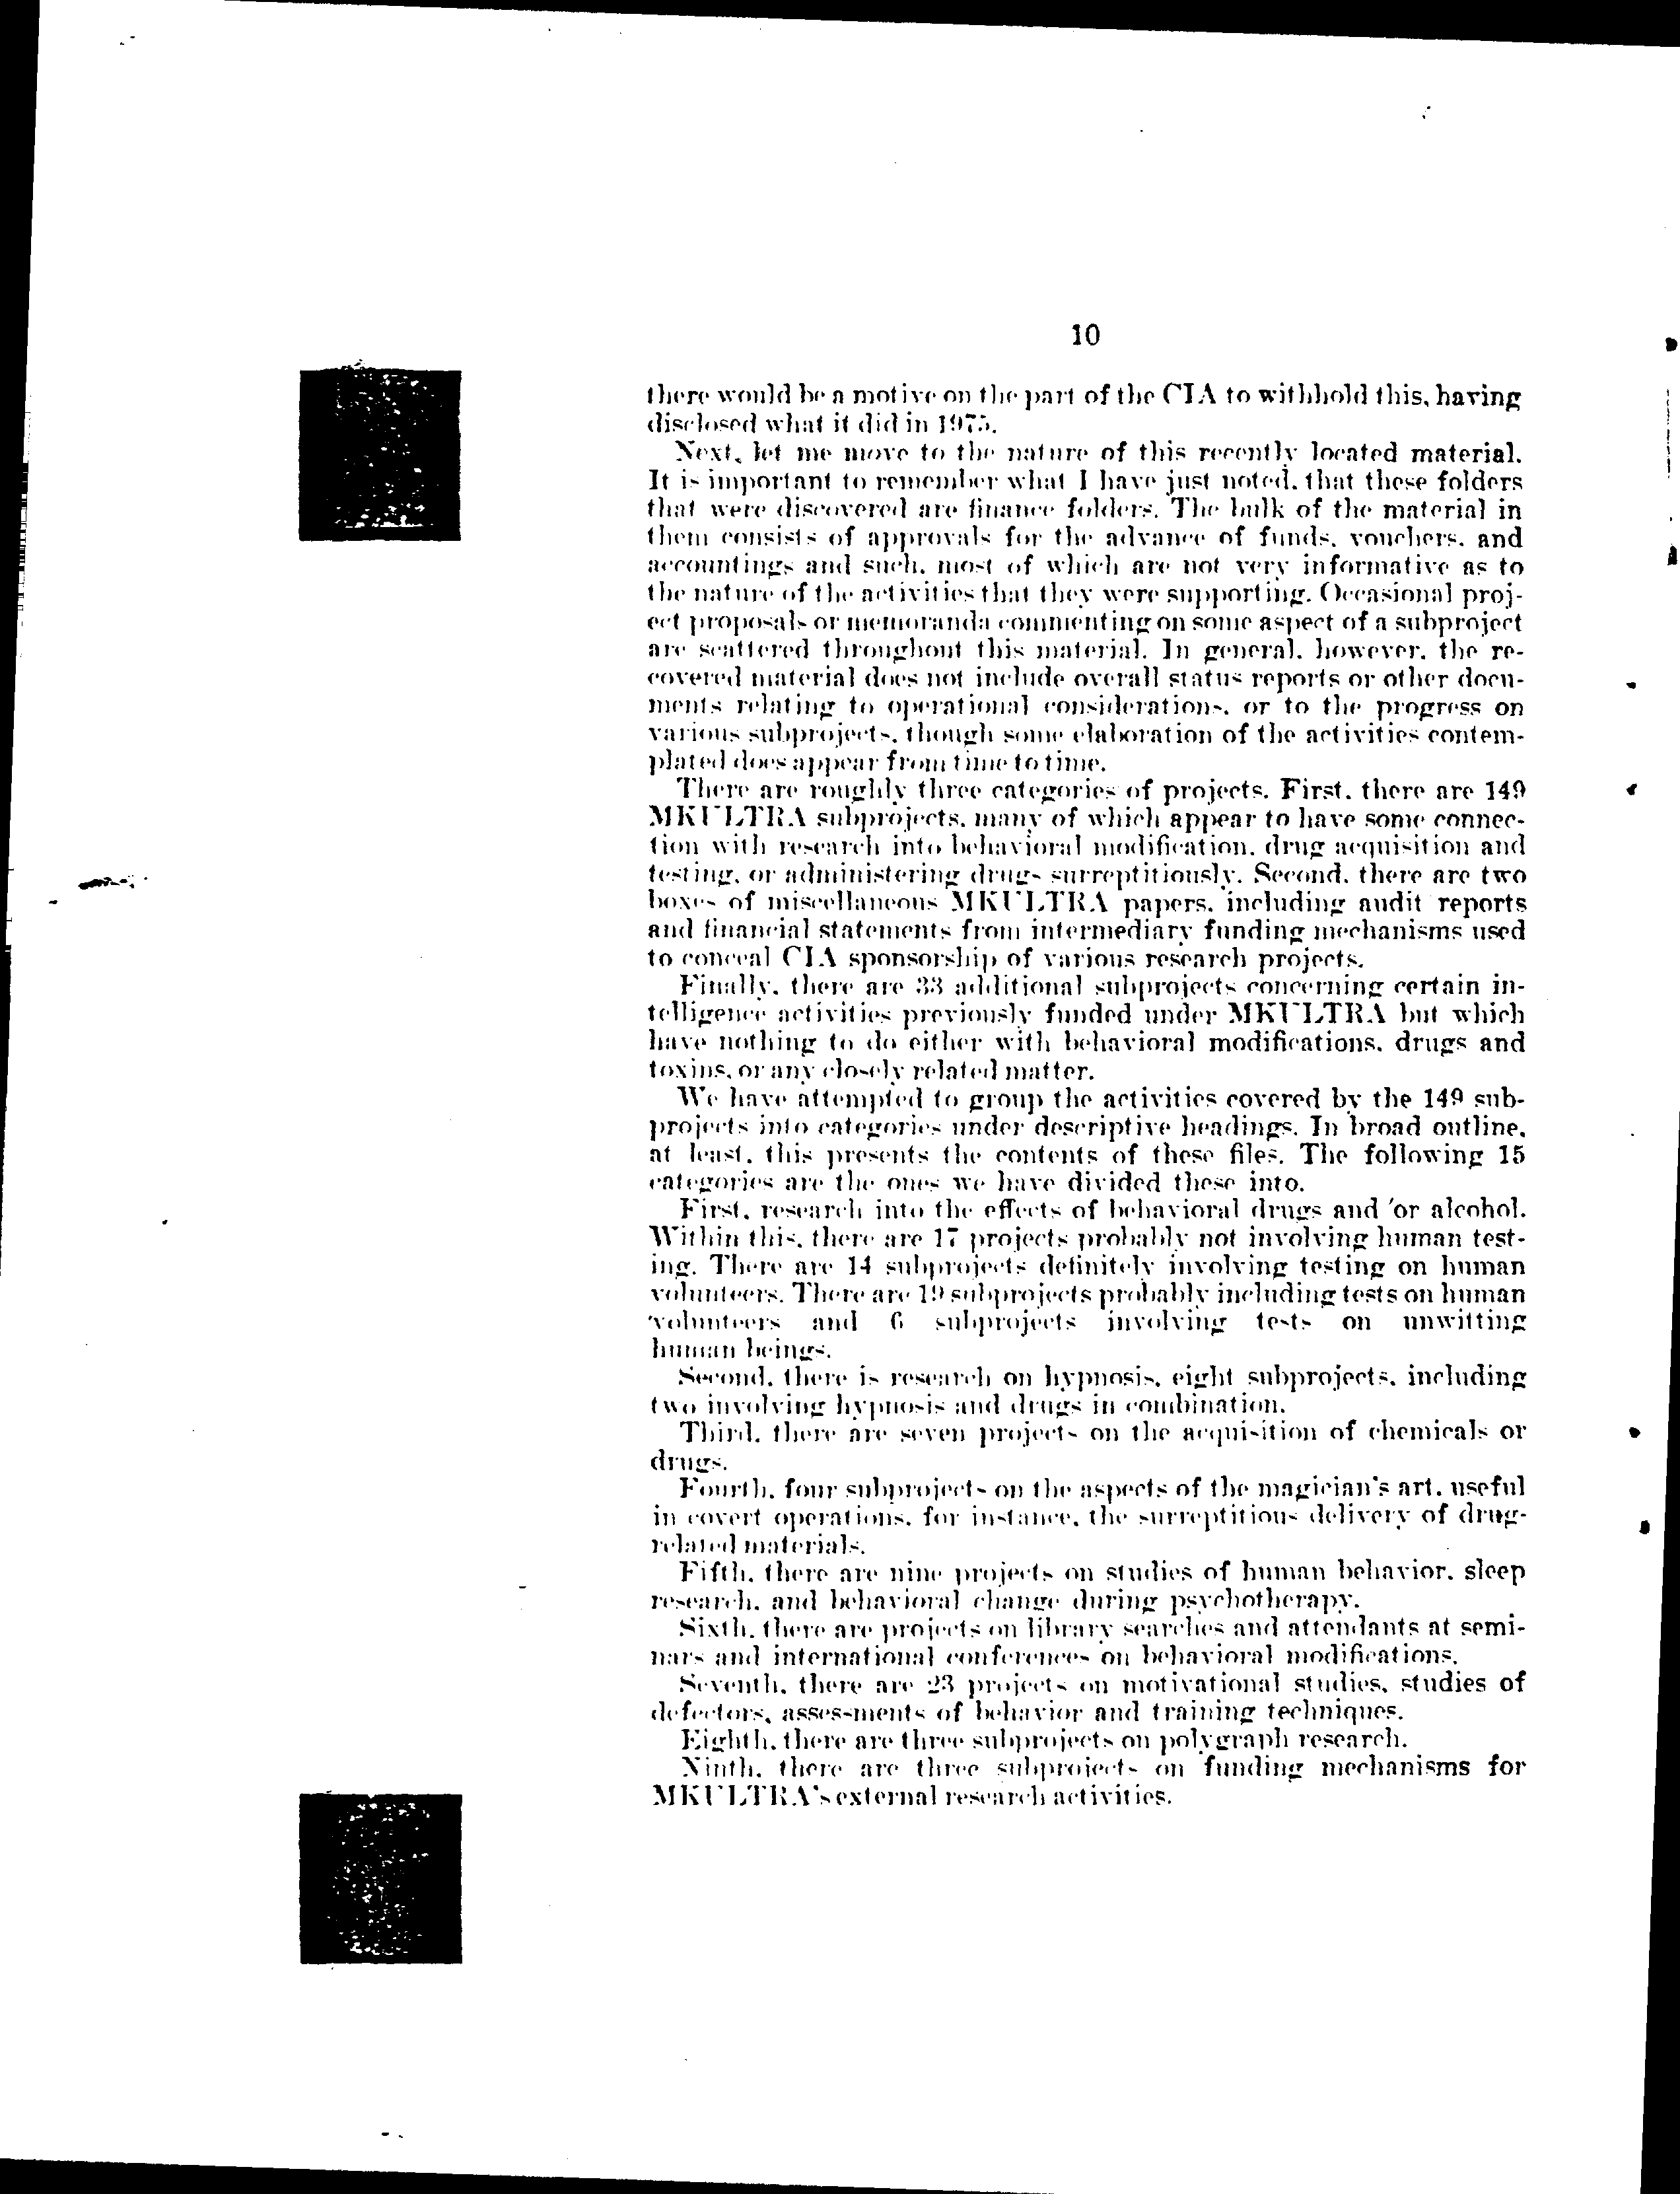 10
there would be a motive on the part of the CIA to withhold this, having
disclosed what it did in 1975.
Next, let me move to the nature of this recently located material.
It is important to remember what I have just noted, that these folders
that were discovered are finance folders. The bulk of the material in
them consists of approvals for the advance of funds, vouchers, and
accountings and such, most of which are not very informative as to
the nature of the activities that they were supporting. Occasional proj-
ect proposals or memoranda commenting on some aspect of a subproject
are scattered throughout this material. In general, however, the re-
covered material does not include overall status reports or other docu-
ments relating to operational considerations, or to the progress on
various subprojects, though some elaboration of the activities contem-
plated does appear from time to time.
There are roughly three categories of projects. First, there are 149
MKULTRA subprojects, many of which appear to have some connec-
tion with research into behavioral modification, drug acquisition and
testing, or administering drugs surreptitiously. Second, there are two
boxes of miscellaneous MKULTRA papers, including audit reports
and financial statements from intermediary funding mechanisms used
to conceal CIA sponsorship of various research projects.
Finally, there are 33 additional subprojects concerning certain in-
telligence activities previously funded under MKULTRA but which
have nothing to do either with behavioral modifications, drugs and
toxins, or any closely related matter.
We have attempted to group the activities covered by the 149 sub-
projects into categories under descriptive headings. In broad outline,
at least, this presents the contents of these files. The following 15
categories are the ones we have divided these into.
First, research into the effects of behavioral drugs and/or alcohol.
Within this, there are 17 projects probably not involving human test-
ing. There are 14 subprojects definitely involving testing on human
volunteers. There are 19 subprojects probably including tests on human
volunteers and 6 subprojects involving tests on unwitting
human beings.
Second, there is research on hypnosis, eight subprojects, including
two involving hypnosis and drugs in combination.
Third, there are seven projects on the acquisition of chemicals or
drugs.
Fourth, four subprojects on the aspects of the magician's art, useful
in covert operations, for instance, the surreptitious delivery of drug-
related materials.
Fifth, there are nine projects on studies of human behavior, sleep
research, and behavioral change during psychotherapy.
Sixth, there are projects on library searches and attendants at semi-
nars and international conferences on behavioral modifications.
Seventh, there are 23 projects on motivational studies, studies of
defectors, assessments of behavior and training techniques.
Eighth, there are three subprojects on polygraph research.
Ninth, there are three subprojects on funding mechanisms for
MKULTRA's external research activities.